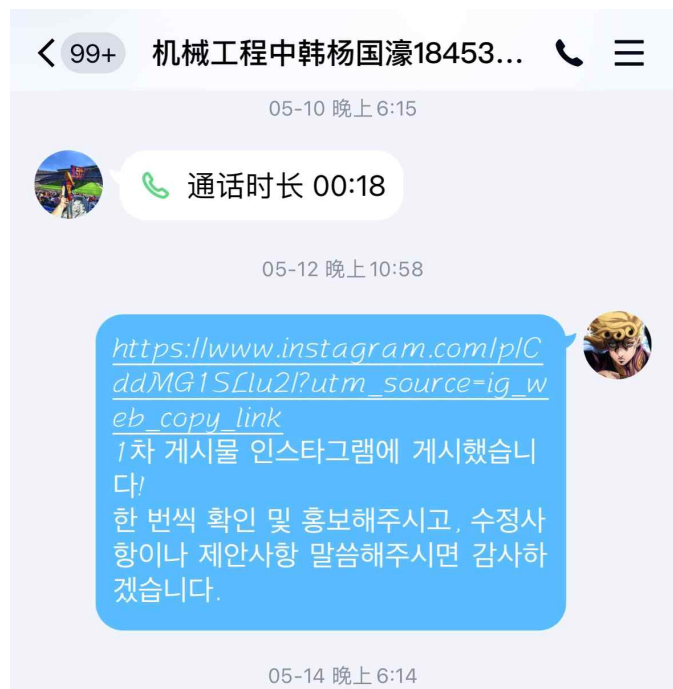 99+ 机械工程中韩杨国濠18453...
05-10 晚上6:15
通话时长 00:18
05-12 晚上10:58
https://www.instagram.com/p/C
ddMG1SLlu2/?utm_source=ig_w
eb_copy_link
1차 게시물 인스타그램에 게시했습니
다!
한 번씩 확인 및 홍보해주시고, 수정사
항이나 제안사항 말씀해주시면 감사하
겠습니다.
05-14 晚上6:14